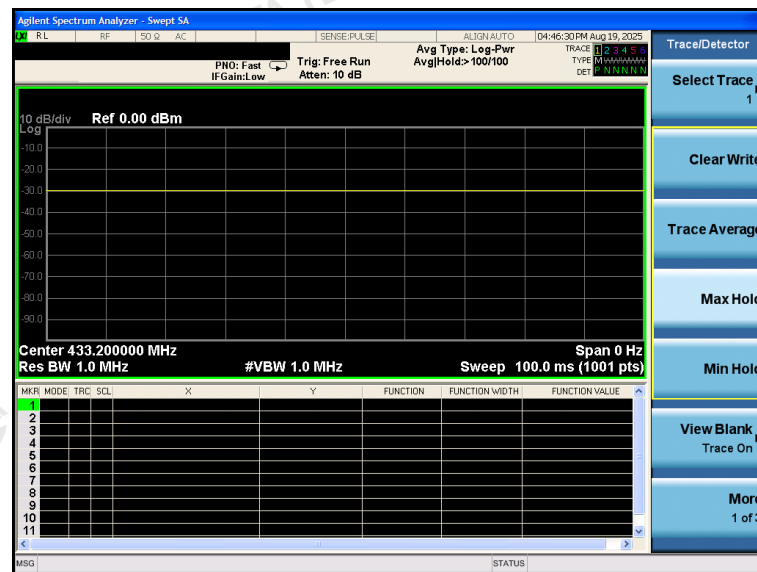 Agilent Spectrum Analyzer - Swept SA
LXI RL RF 50 Ω AC SENSE:PULSE ALIGN AUTO 04:46:30 PM Aug 19, 2025
Avg Type: Log-Pwr TRACE 1 2 3 4 5 6
PNO: Fast Trig: Free Run Avg|Hold:>100/100 TYPE M WWWWW
IFGain:Low Atten: 10 dB DET P N N N N N
10 dB/div Ref 0.00 dBm
Log
-10.0
-20.0
-30.0
-40.0
-50.0
-60.0
-70.0
-80.0
-90.0
Center 433.200000 MHz Span 0 Hz
Res BW 1.0 MHz #VBW 1.0 MHz Sweep 100.0 ms (1001 pts)
MKR MODE TRC SCL X Y FUNCTION FUNCTION WIDTH FUNCTION VALUE
1
2
3
4
5
6
7
8
9
10
11
MSG STATUS
Trace/Detector
Select Trace
1
Clear Write
Trace Average
Max Hold
Min Hold
View Blank
Trace On
More
1 of 3